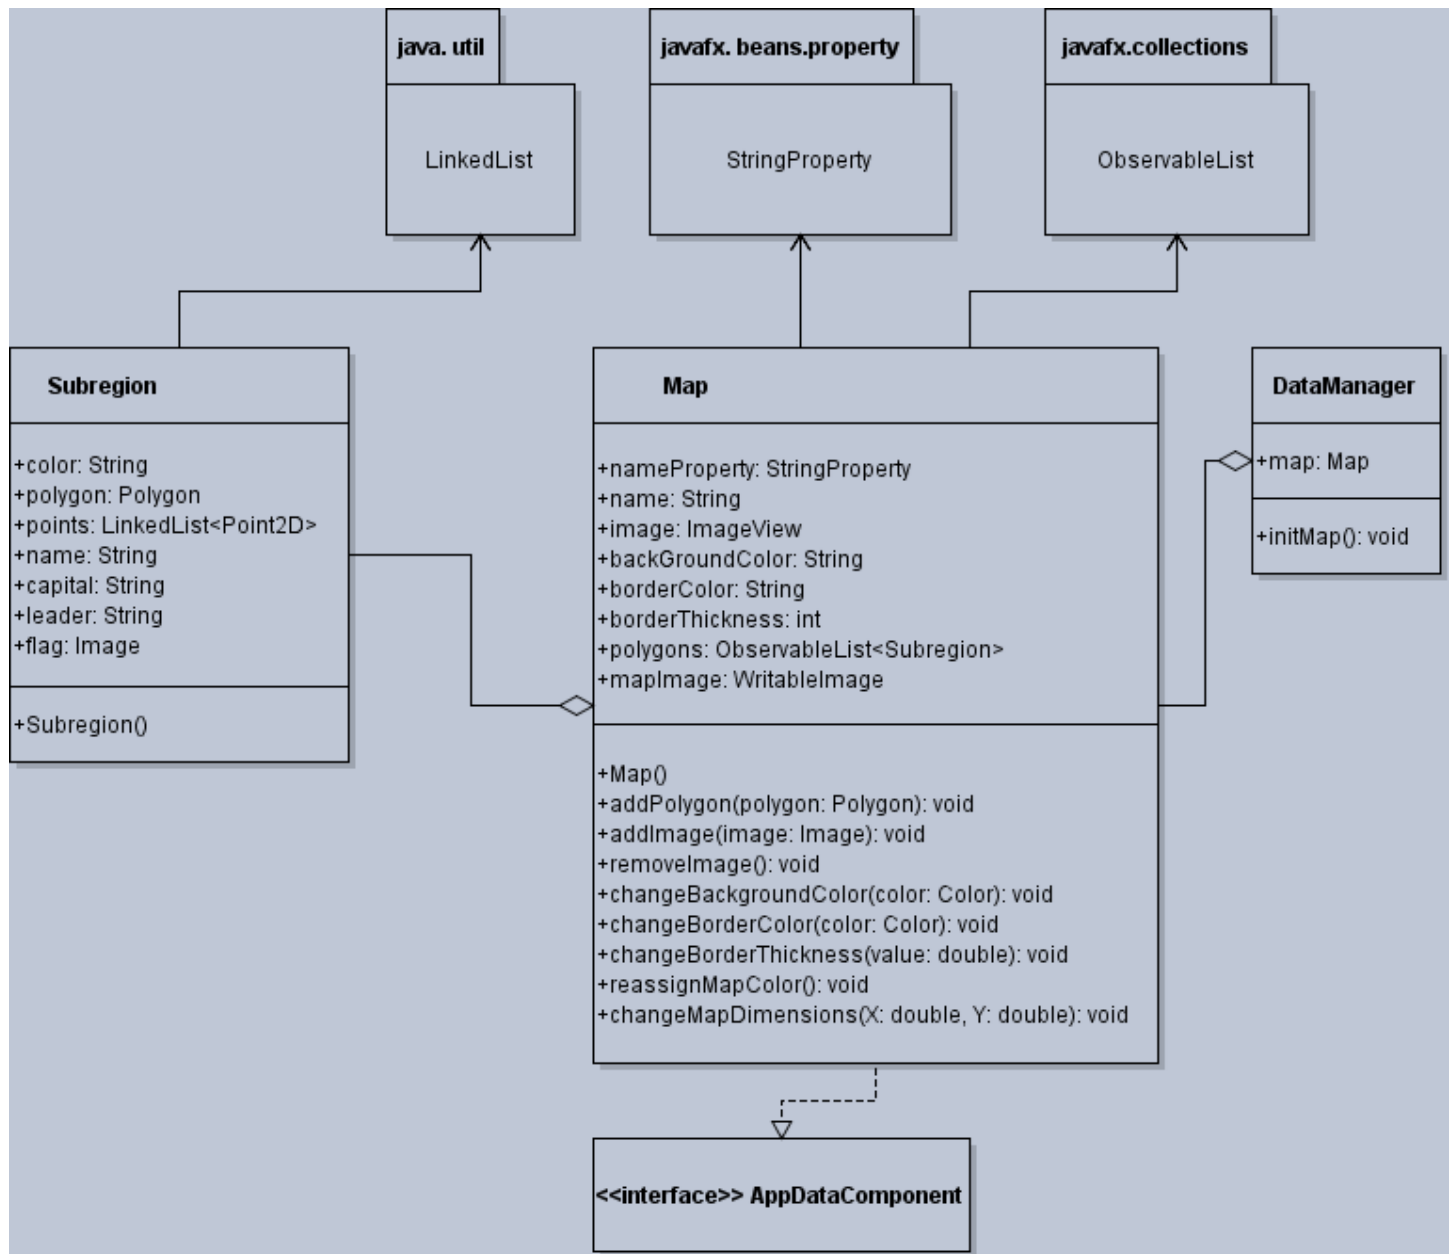 java. util
javafx. beans.property
javafx.collections
LinkedList
StringProperty
ObservableList
Subregion
+color: String
+polygon: Polygon
+points: LinkedList<Point2D>
+name: String
+capital: String
+leader: String
+flag: Image
+Subregion()
Map
+nameProperty: StringProperty
+name: String
+image: ImageView
+backGroundColor: String
+borderColor: String
+borderThickness: int
+polygons: ObservableList<Subregion>
+mapImage: WritableImage
+Map()
+addPolygon(polygon: Polygon): void
+addImage(image: Image): void
+removeImage(): void
+changeBackgroundColor(color: Color): void
+changeBorderColor(color: Color): void
+changeBorderThickness(value: double): void
+reassignMapColor(): void
+changeMapDimensions(X: double, Y: double): void
DataManager
+map: Map
+initMap(): void
<<interface>> AppDataComponent